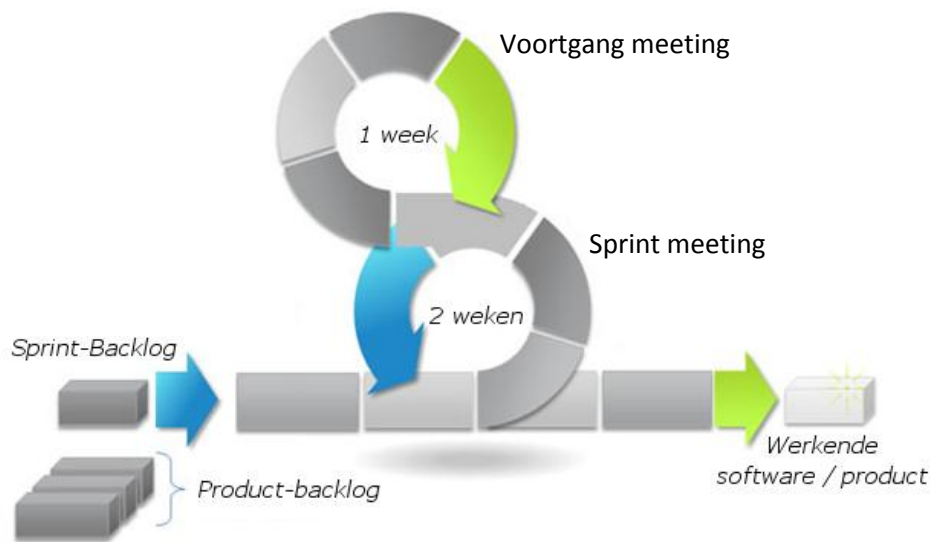 Voortgang meeting
1 week
Sprint meeting
2 weken
Sprint-Backlog
Product-backlog
Werkende
software / product